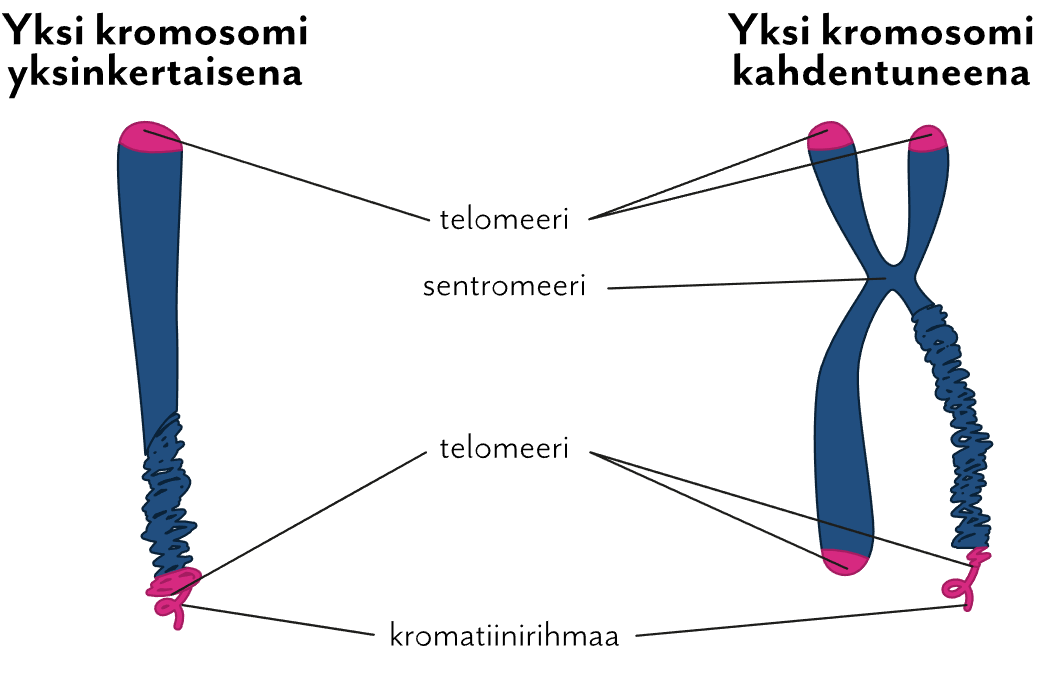 Yksi kromosomi
yksinkertaisena
Yksi kromosomi
kahdentuneena
telomeeri
sentromeeri
telomeeri
kromatiinirihmaa